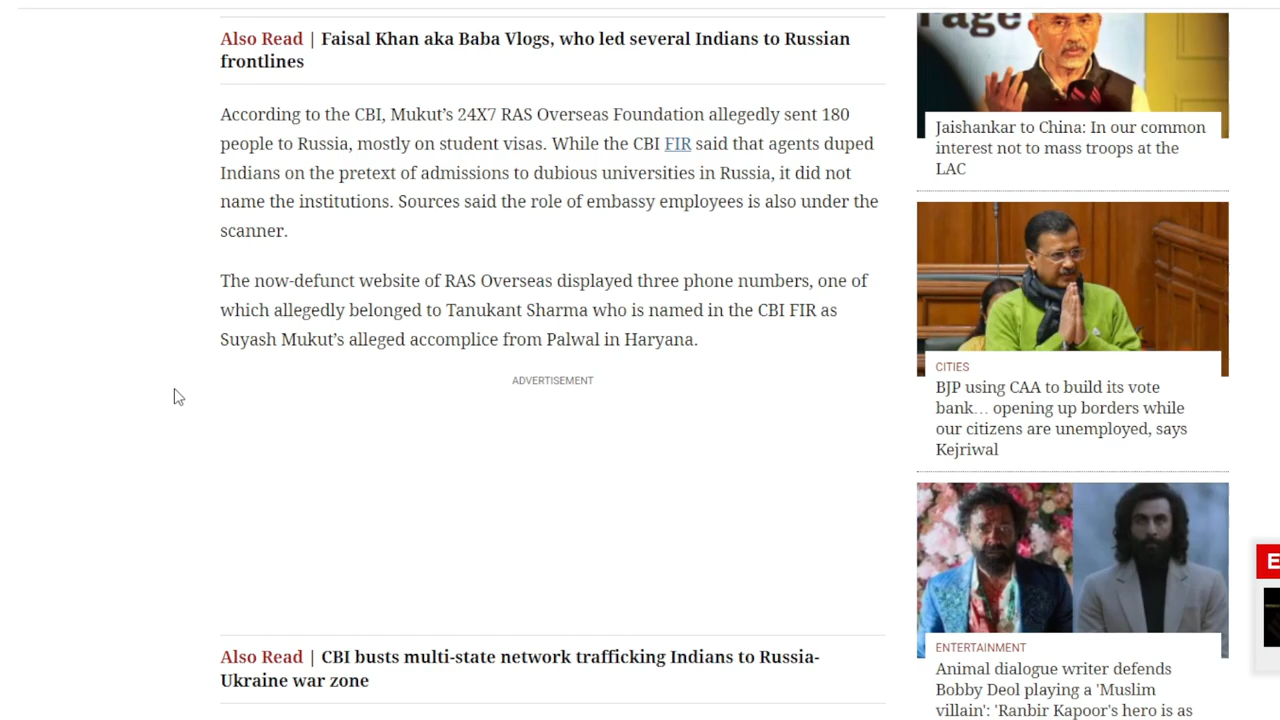 Also Read | Faisal Khan aka Baba Vlogs, who led several Indians to Russian
frontlines
According to the CBI, Mukut’s 24X7 RAS Overseas Foundation allegedly sent 180
people to Russia, mostly on student visas. While the CBI FIR said that agents duped
Indians on the pretext of admissions to dubious universities in Russia, it did not
name the institutions. Sources said the role of embassy employees is also under the
scanner.
The now-defunct website of RAS Overseas displayed three phone numbers, one of
which allegedly belonged to Tanukant Sharma who is named in the CBI FIR as
Suyash Mukut’s alleged accomplice from Palwal in Haryana.
ADVERTISEMENT
Also Read | CBI busts multi-state network trafficking Indians to Russia-
Ukraine war zone
Jaishankar to China: In our common
interest not to mass troops at the
LAC
CITIES
BJP using CAA to build its vote
bank… opening up borders while
our citizens are unemployed, says
Kejriwal
ENTERTAINMENT
Animal dialogue writer defends
Bobby Deol playing a 'Muslim
villain': 'Ranbir Kapoor's hero is as
E